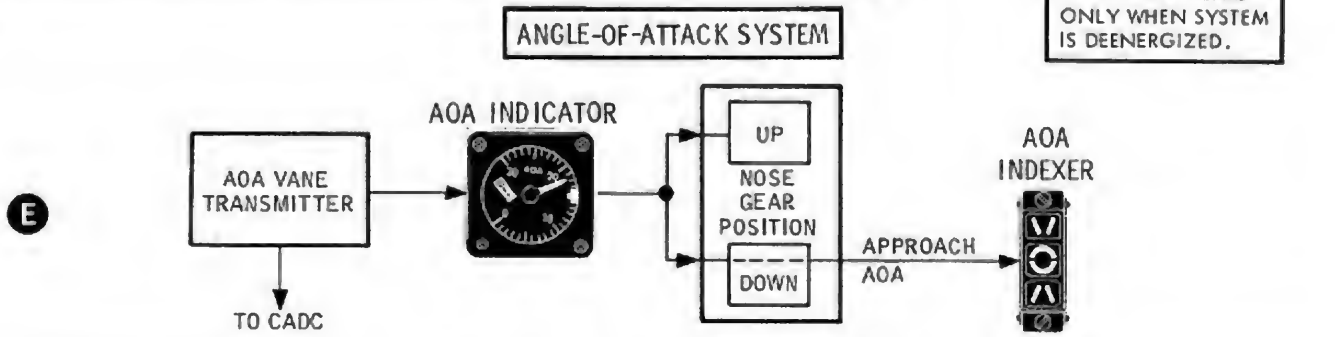 ONLY WHEN SYSTEM
IS DEENERGIZED.
ANGLE-OF-ATTACK SYSTEM
AOA INDICATOR
AOA VANE
TRANSMITTER
TO CADC
UP
NOSE
GEAR
POSITION
DOWN
APPROACH
AOA
AOA
INDEXER
E